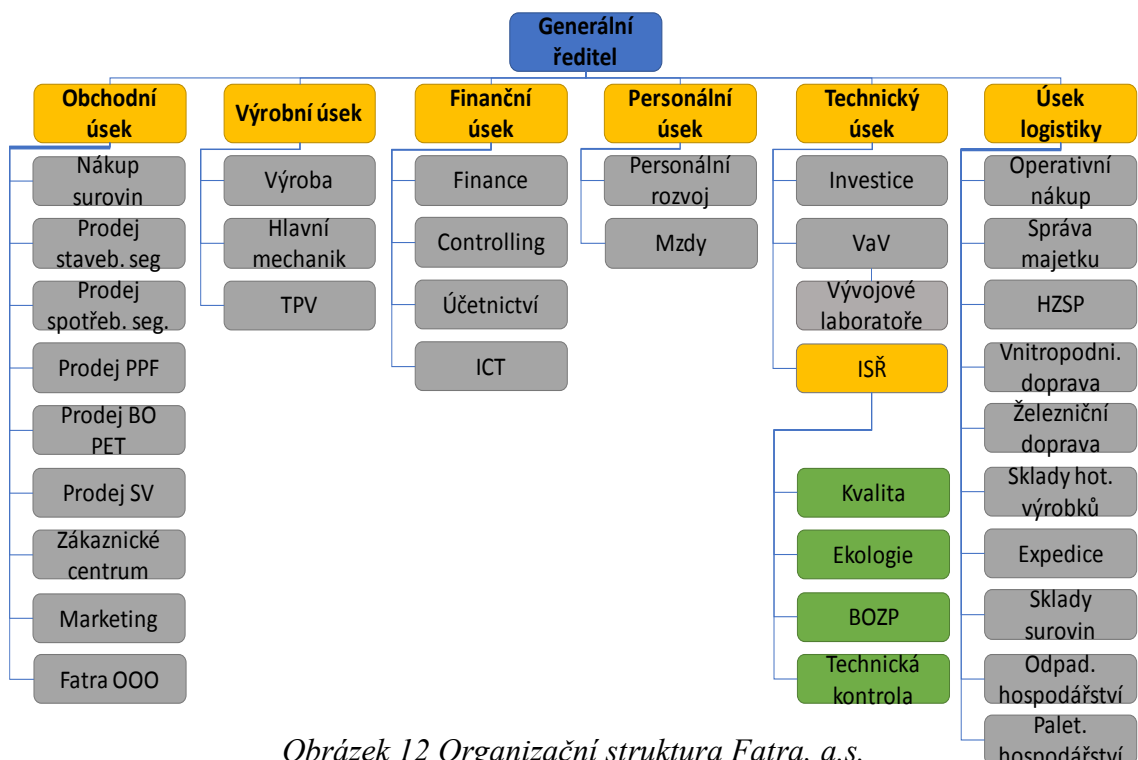 Generální
ředitel
Obchodní
úsek
Nákup
surovin
Prodej
staveb. seg
Prodej
spotřeb. seg.
Prodej PPF
Prodej BO
PET
Prodej SV
Zákaznické
centrum
Marketing
Fatra OOO
Výrobní úsek
Výroba
Hlavní
mechanik
TPV
Finanční
úsek
Finance
Controlling
Účetnictví
ICT
Personální
úsek
Personální
rozvoj
Mzdy
Technický
úsek
Investice
VaV
Vývojové
laboratoře
ISŘ
Kvalita
Ekologie
BOZP
Technická
kontrola
Úsek
logistiky
Operativní
nákup
Správa
majetku
HZSP
Vnitropodni.
doprava
Železniční
doprava
Sklady hot.
výrobků
Expedice
Sklady
surovin
Odpad.
hospodářství
Palet.
hospodářství
Obrázek 12 Organizační struktura Fatra, a.s.